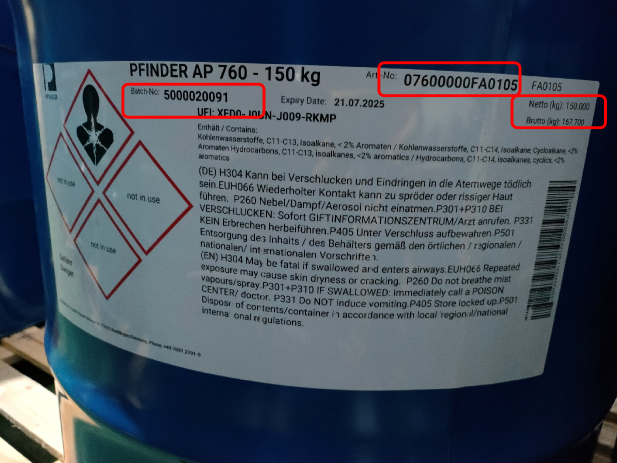 PFINDER AP 760 - 150 kg
Art-No: 07600000FA0105 FA0105
Batch-No: 5000020091
Expiry Date: 21.07.2025
Netto (kg): 150.000
Brutto (kg): 167.700
UFI: XFD0-J0UN-J009-RKMP
Enthält / Contains:
Kohlenwasserstoffe, C11-C13, Isoalkane, < 2% Aromaten / Kohlenwasserstoffe, C11-C14, Isoalkane, Cycloalkane, <2%
Aromaten Hydrocarbons, C11-C13, isoalkanes, <2% aromatics / Hydrocarbons, C11-C14, isoalkanes, cyclics, <2%
aromatics
(DE) H304 Kann bei Verschlucken und Eindringen in die Atemwege tödlich
sein.EUH066 Wiederholter Kontakt kann zu spröder oder rissiger Haut
führen. P260 Nebel/Dampf/Aerosol nicht einatmen.P301+P310 BEI
VERSCHLUCKEN: Sofort GIFTINFORMATIONSZENTRUM/Arzt anrufen. P331
KEIN Erbrechen herbeiführen.P405 Unter Verschluss aufbewahren.P501
Entsorgung des Inhalts / des Behälters gemäß den örtlichen / regionalen /
nationalen/ internationalen Vorschriften.
(EN) H304 May be fatal if swallowed and enters airways.EUH066 Repeated
exposure may cause skin dryness or cracking. P260 Do not breathe mist
vapours/spray.P301+P310 IF SWALLOWED: Immediately call a POISON
CENTER/ doctor. P331 Do NOT induce vomiting.P405 Store locked up.P501
Dispose of contents/container in accordance with local/regional/national
international regulations.
not in use
not in use
not in use
Gefahr
Danger